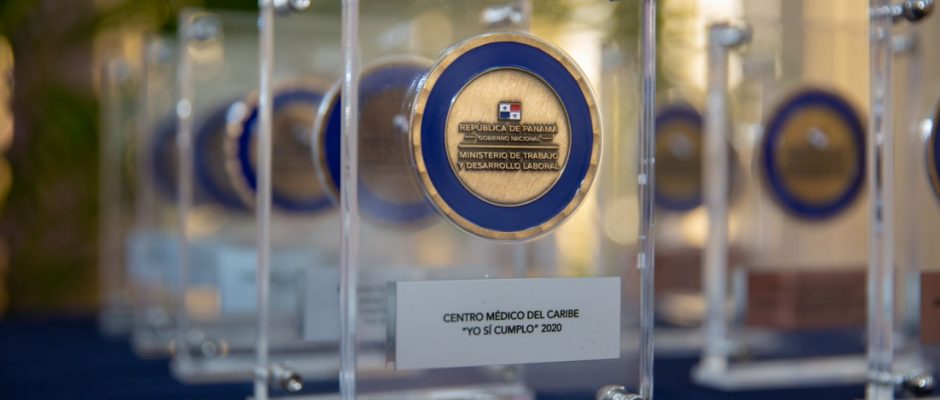 REPÚBLICA DE PANAMÁ
GOBIERNO NACIONAL
MINISTERIO DE TRABAJO
Y DESARROLLO LABORAL
CENTRO MÉDICO DEL CARIBE
"YO SÍ CUMPLO" 2020